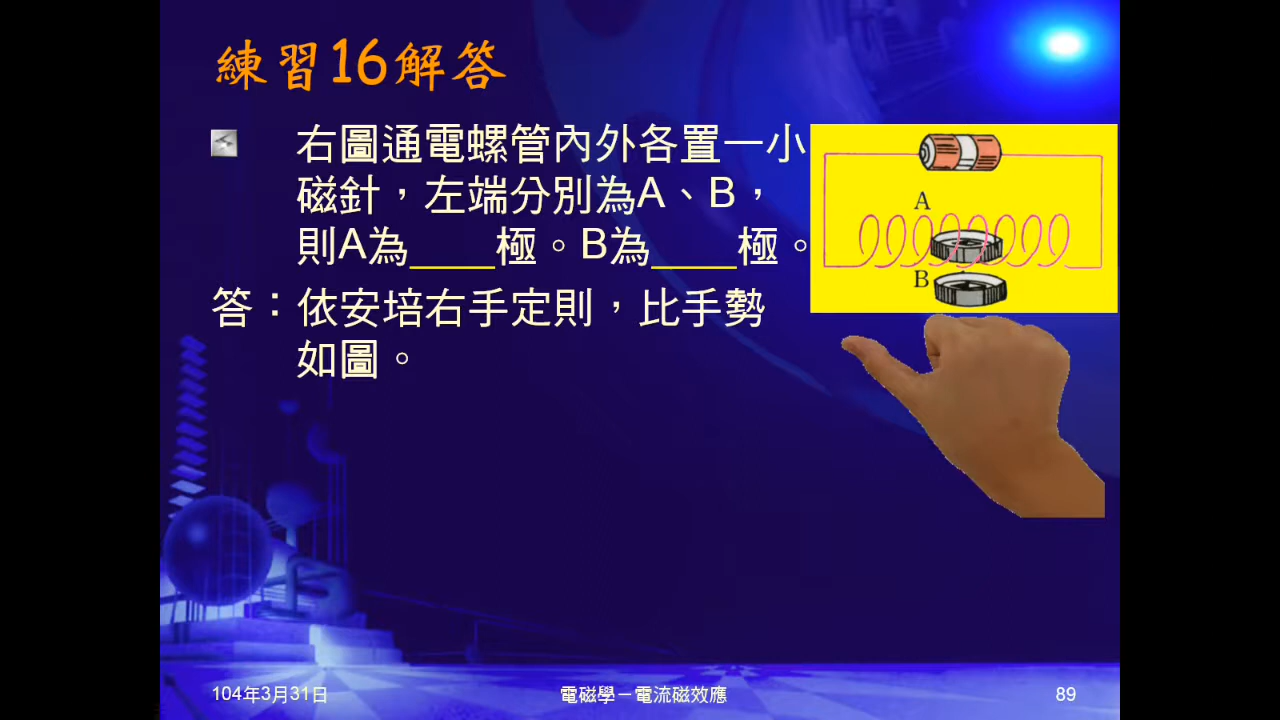 練習16解答
右圖通電螺管內外各置一小
磁針，左端分別為A、B，
則A為____極。B為____極。
答：依安培右手定則，比手勢
如圖。
A
B
104年3月31日
電磁學－電流磁效應
89